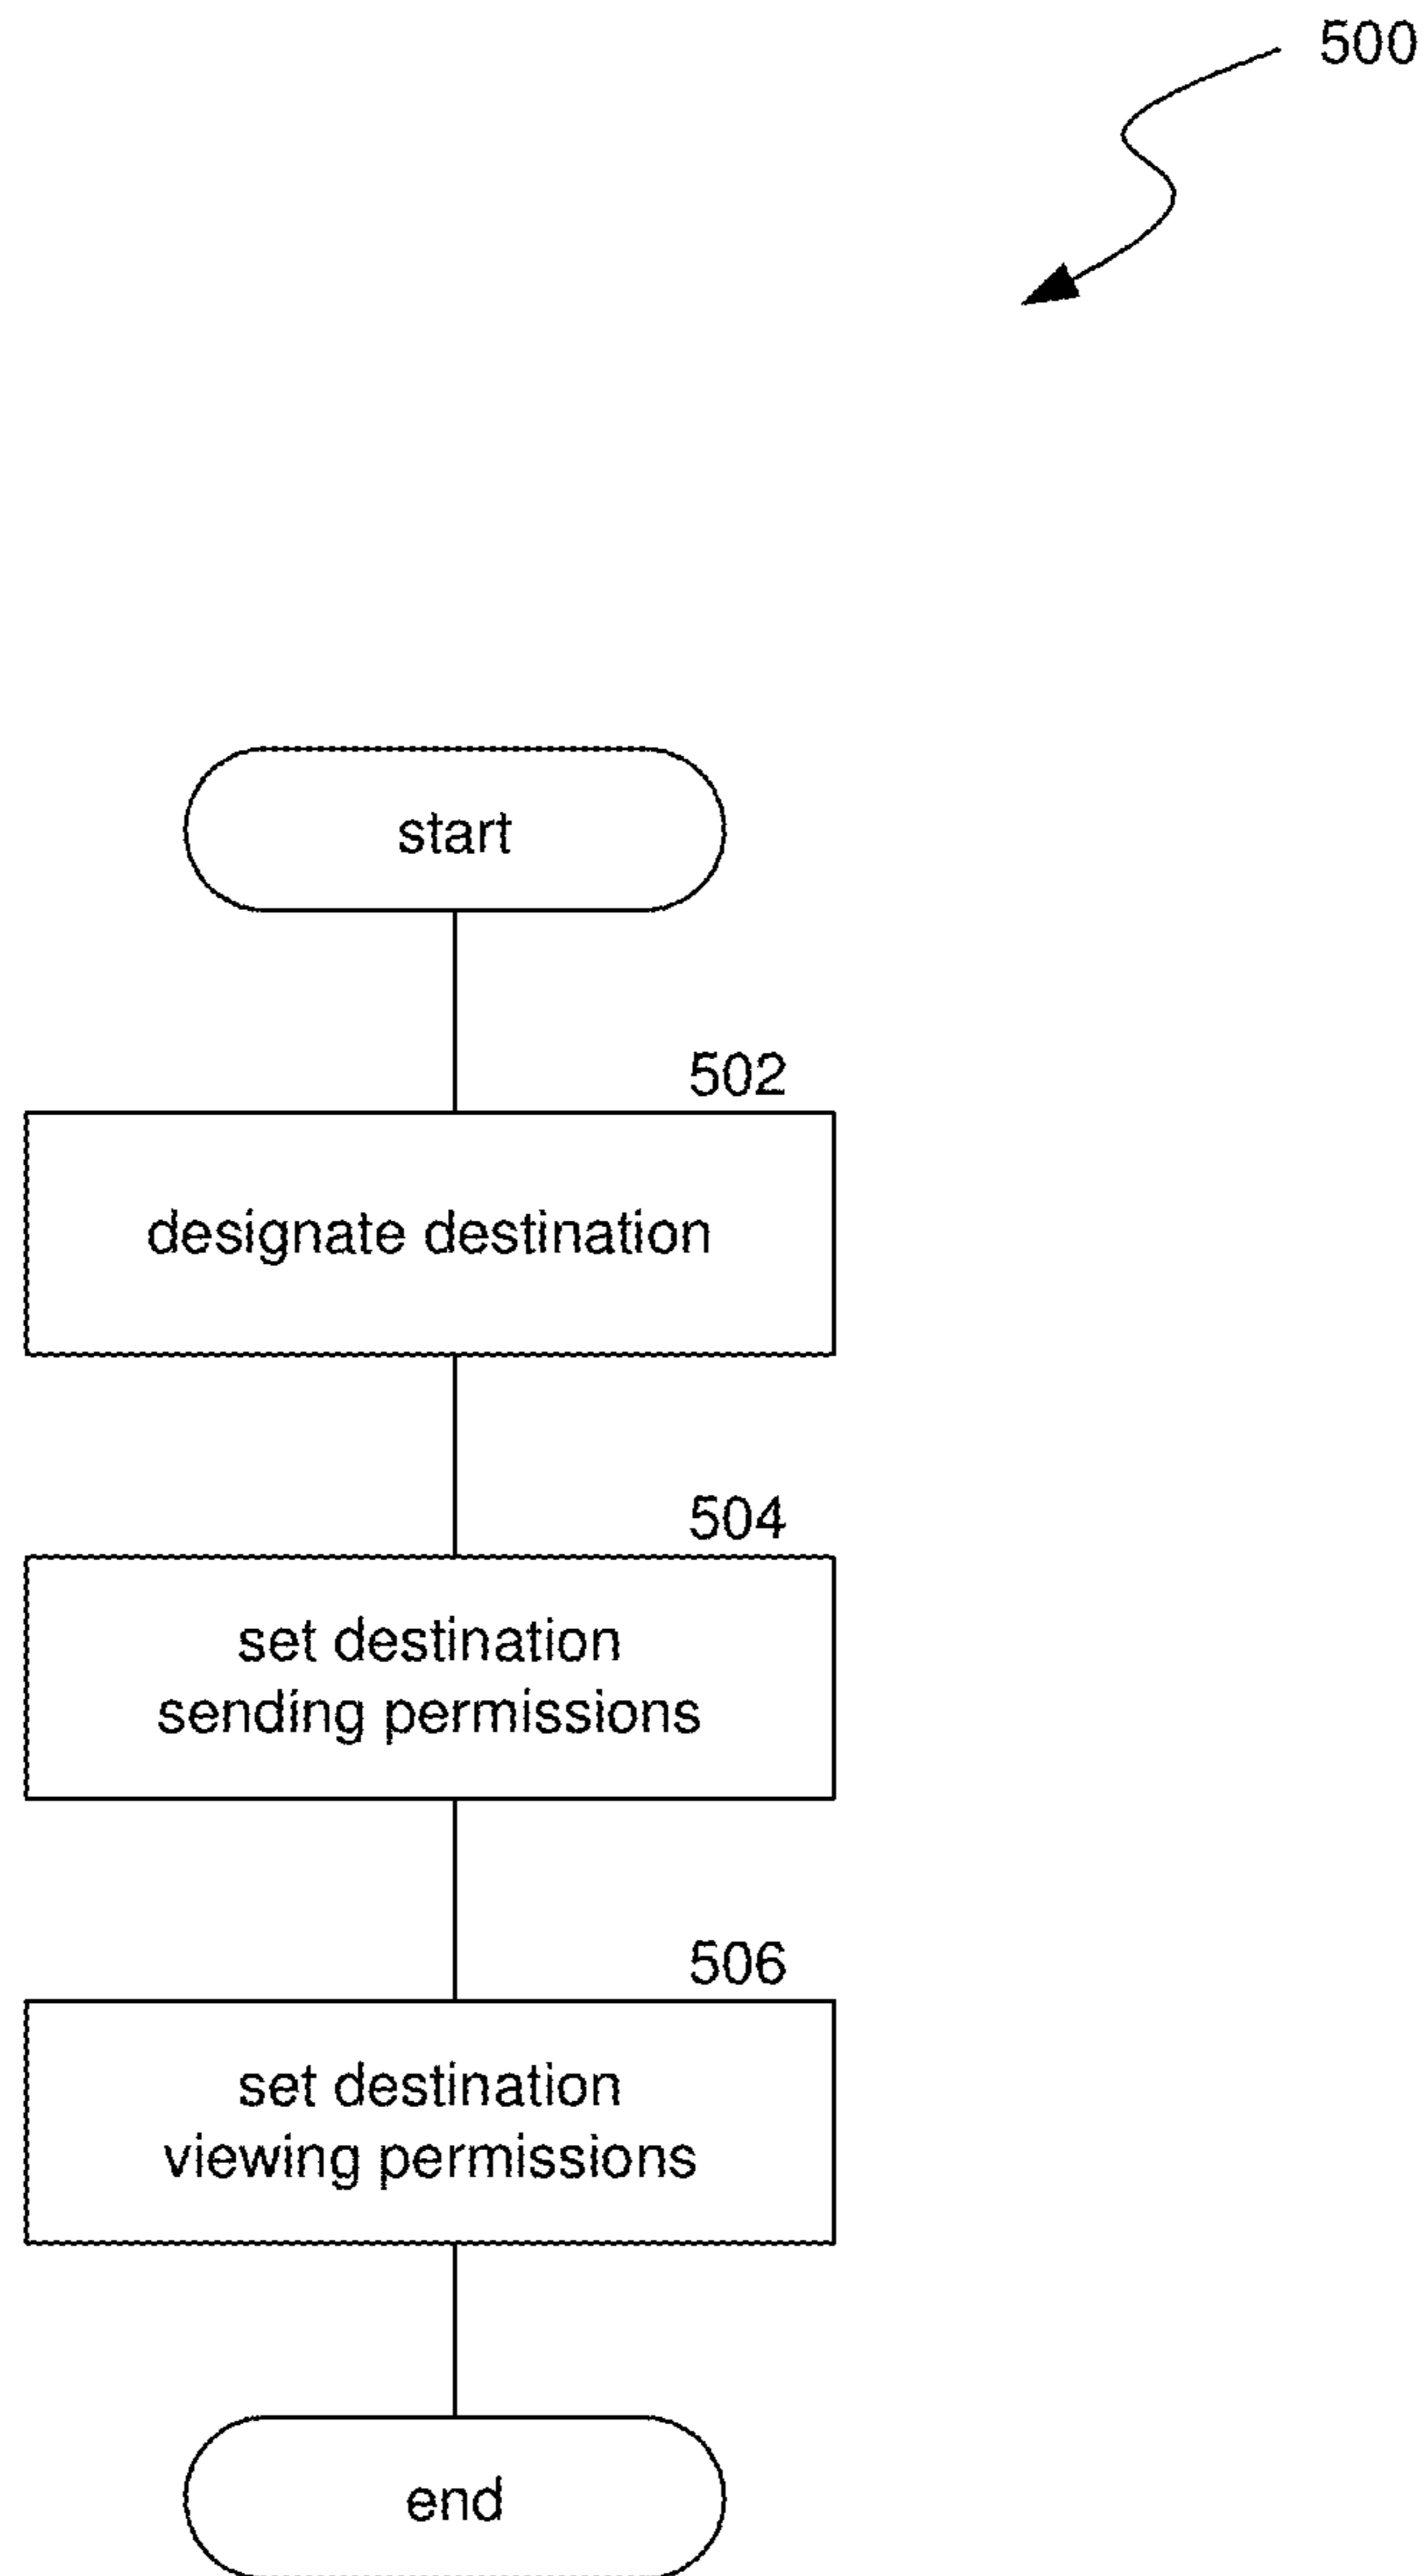 500
start
502
designate destination
504
set destination
sending permissions
506
set destination
viewing permissions
end